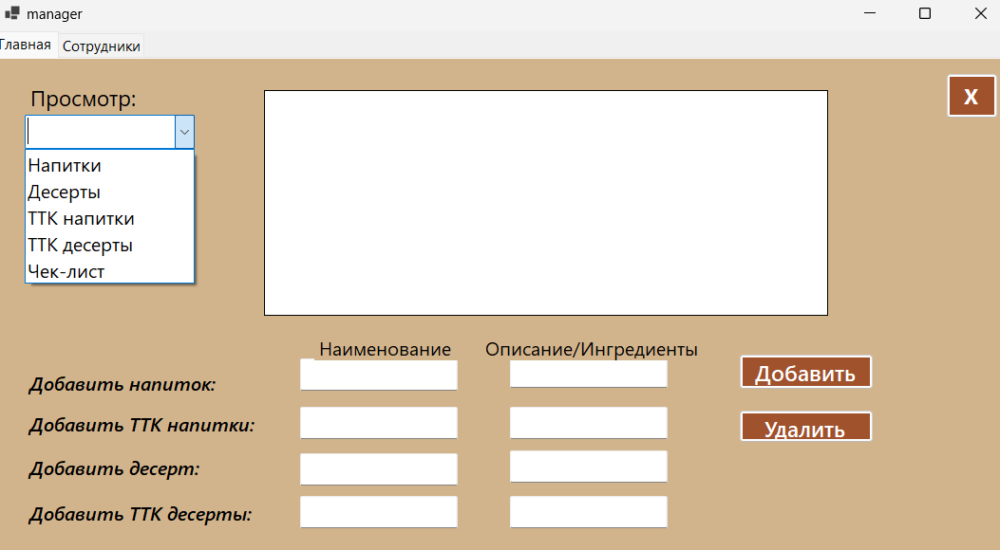 manager
Главная Сотрудники
Просмотр:
X
Напитки
Десерты
ТТК напитки
ТТК десерты
Чек-лист
Наименование Описание/Ингредиенты
Добавить напиток:
Добавить
Добавить ТТК напитки:
Удалить
Добавить десерт:
Добавить ТТК десерты: